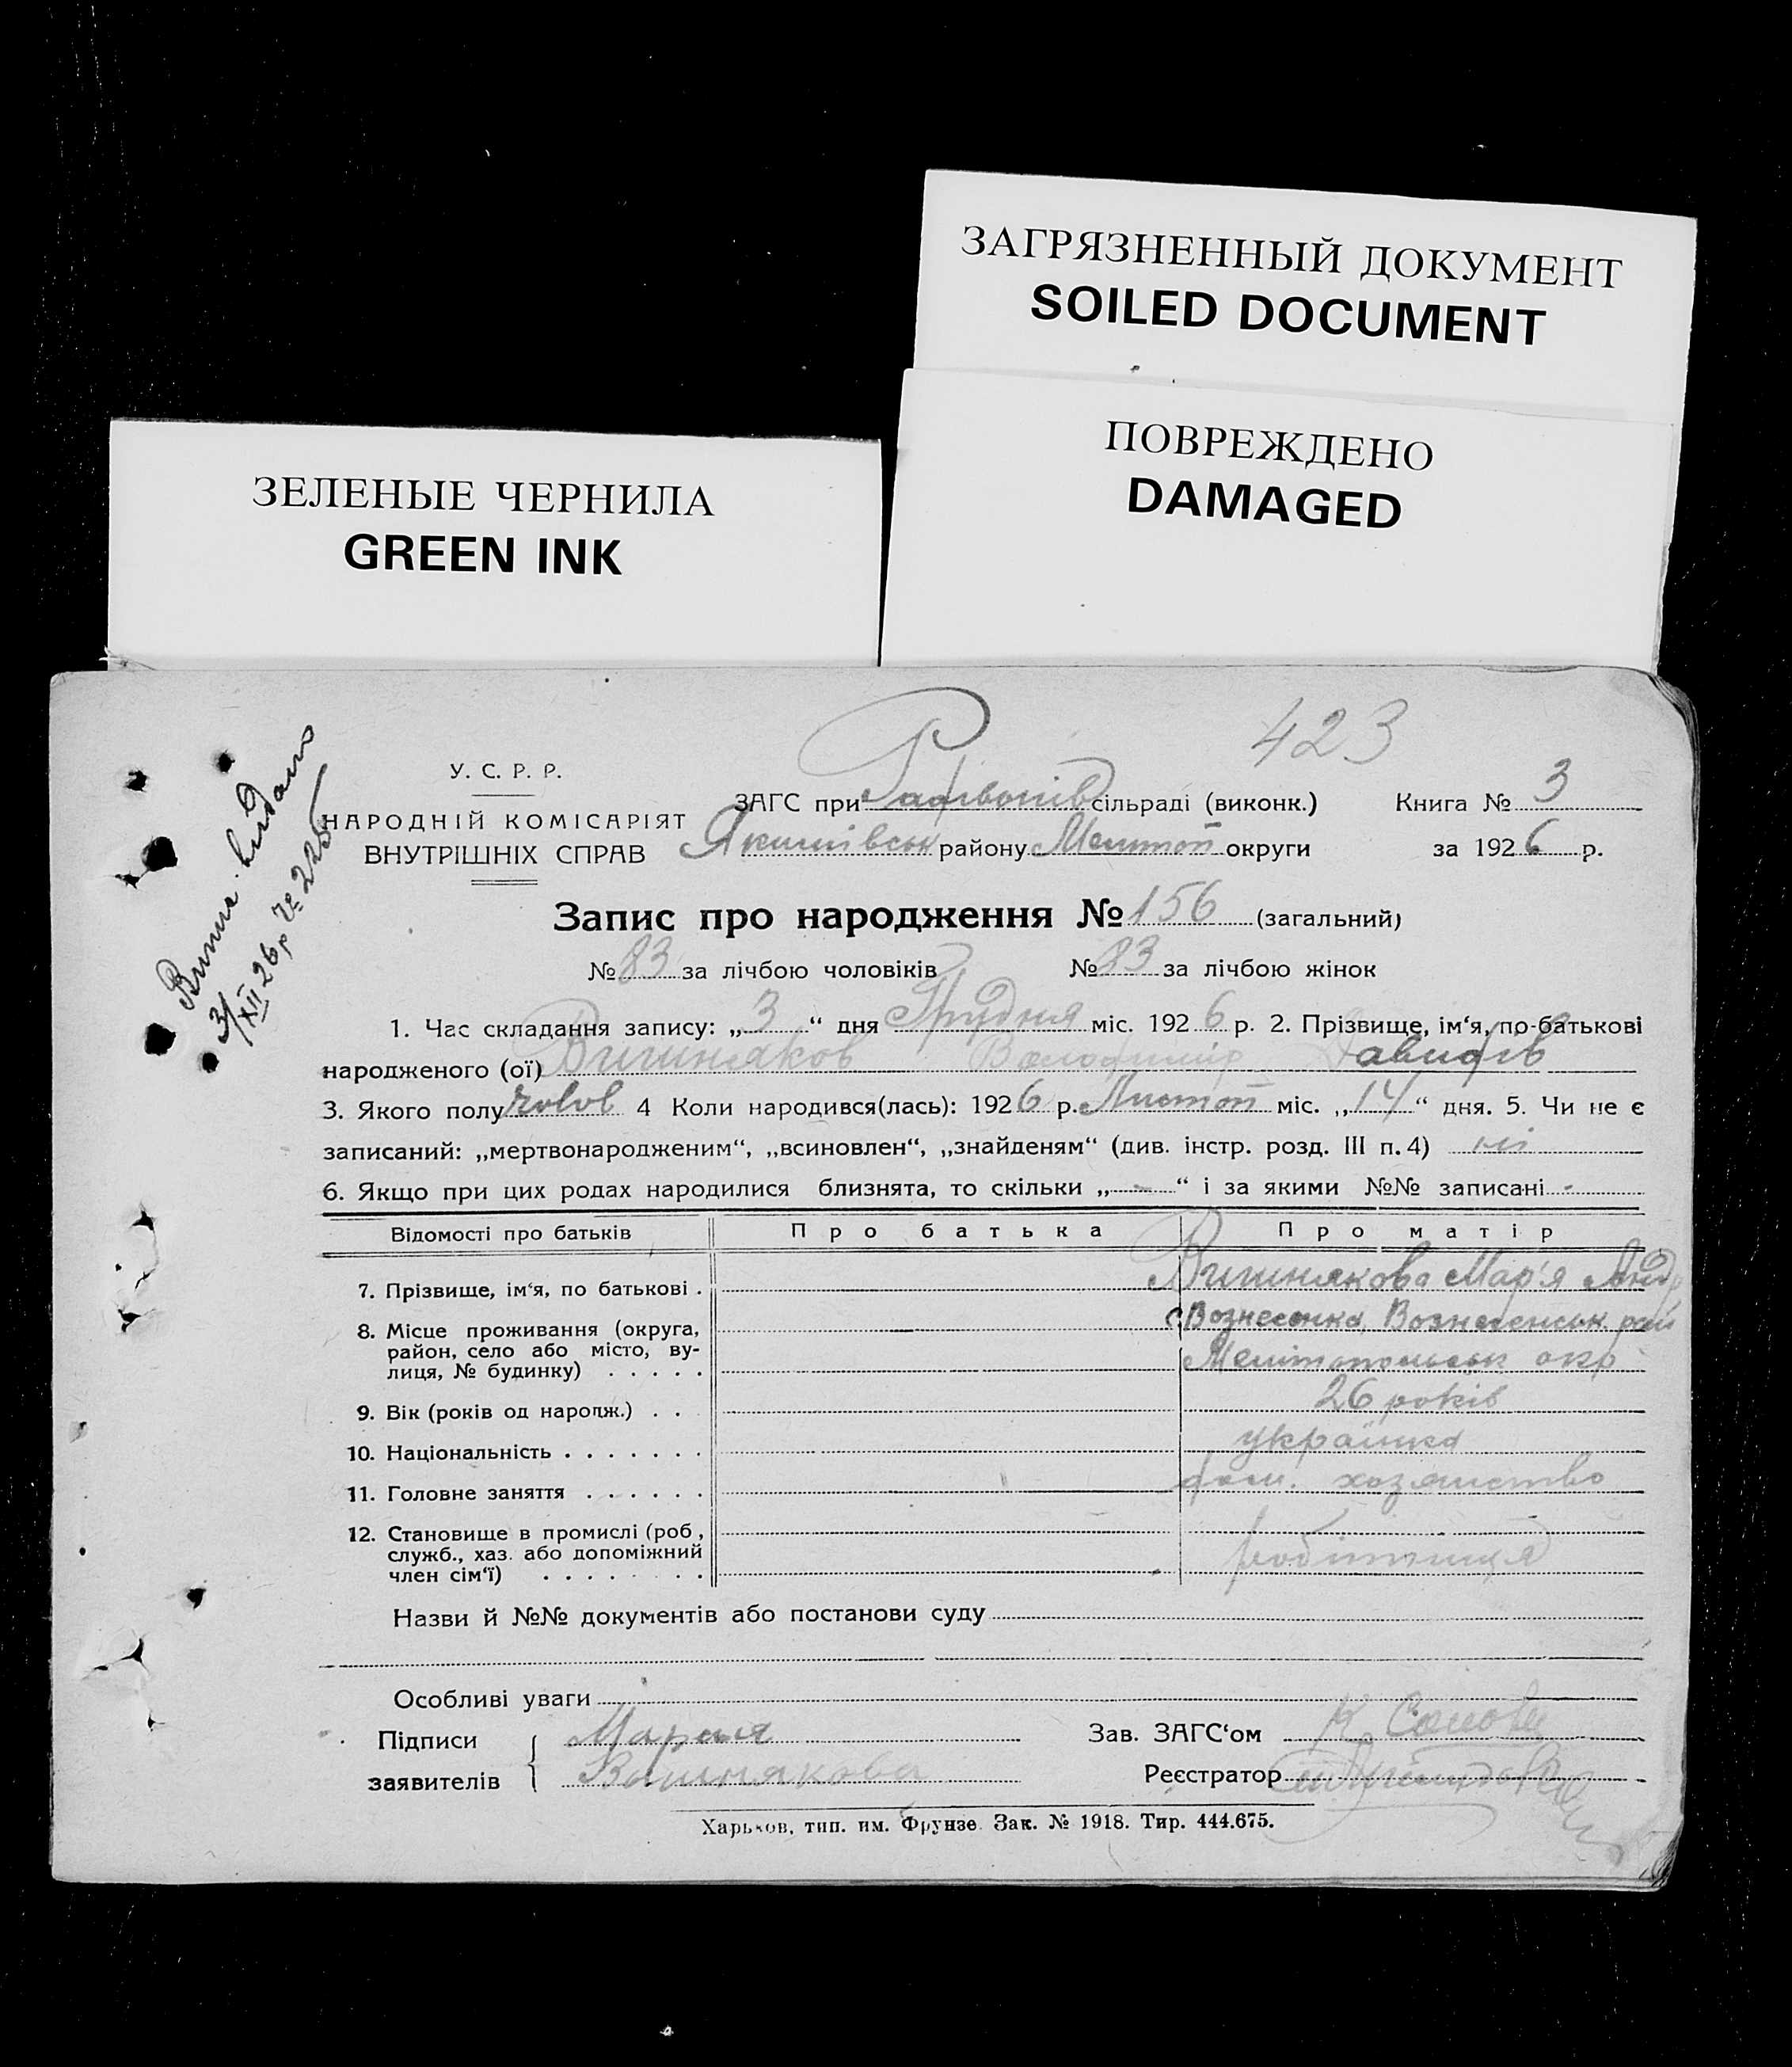 ЗАГРЯЗНЕННЫЙ ДОКУМЕНТ
SOILED DOCUMENT
ПОВРЕЖДЕНО
DAMAGED
ЗЕЛЕНЫЕ ЧЕРНИЛА
GREEN INK
423
У. С. Р. Р.
НАРОДНІЙ КОМІСАРІЯТ
ВНУТРІШНІХ СПРАВ
ЗАГС при сільраді (виконк.) Книга № 3
Якимівськ району Мелитоп округи за 1926 р.
видано
3/XII 26 р № 225
Запис про народження № 156 (загальний)
№ 83 за лічбою чоловіків № 83 за лічбою жінок
1. Час складання запису: „3“ дня Грудня міс. 1926 р. 2. Прізвище, ім‘я, по-батькові
народженого (ої) Вишняков Володимир Давидів
3. Якого полу чолов 4 Коли народився(лась): 1926 р. Листоп міс. „14“ дня. 5. Чи не є
записаний: „мертвонародженим“, „всиновлен“, „знайденям“ (див. інстр. розд. III п. 4) ні
6. Якщо при цих родах народилися близнята, то скільки „-“ і за якими №№ записані -
Відомості про батьків Про батька Про матір
7. Прізвище, ім‘я, по батькові . Вишнякова Мар'я Андр
8. Місце проживання (округа, с. Вознесенка, Вознесенськ. рай
район, село або місто, ву-
лиця, № будинку) . . . . . Мелітопольськ окр
9. Вік (років од народж.) . . 26 років
10. Національність . . . . . . . українка
11. Головне заняття . . . . . . дом. хозяиство
12. Становище в промислі (роб.,
служб., хаз. або допоміжний робітниця
член сім‘ї) . . . . . . . .
Назви й №№ документів або постанови суду
Особливі уваги
Підписи Мария Зав. ЗАГС‘ом К.
заявителів Вишнякова Реєстратор
Харьков, тип. им. Фрунзе. Зак. № 1918. Тир. 444.675.